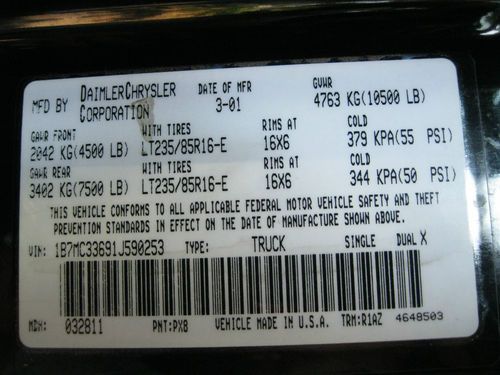 MFD BY DAIMLERCHRYSLER CORPORATION DATE OF MFR 3-01 GVWR 4763 KG(10500 LB)
GAWR FRONT WITH TIRES RIMS AT COLD
2042 KG(4500 LB) LT235/85R16-E 16X6 379 KPA(55 PSI)
GAWR REAR WITH TIRES RIMS AT COLD
3402 KG(7500 LB) LT235/85R16-E 16X6 344 KPA(50 PSI)
THIS VEHICLE CONFORMS TO ALL APPLICABLE FEDERAL MOTOR VEHICLE SAFETY AND THEFT
PREVENTION STANDARDS IN EFFECT ON THE DATE OF MANUFACTURE SHOWN ABOVE.
VIN: 1B7MC33691J590253 TYPE: TRUCK SINGLE DUAL X
MDH: 032811 PNT:PX8 VEHICLE MADE IN U.S.A. TRM:R1AZ 4648503